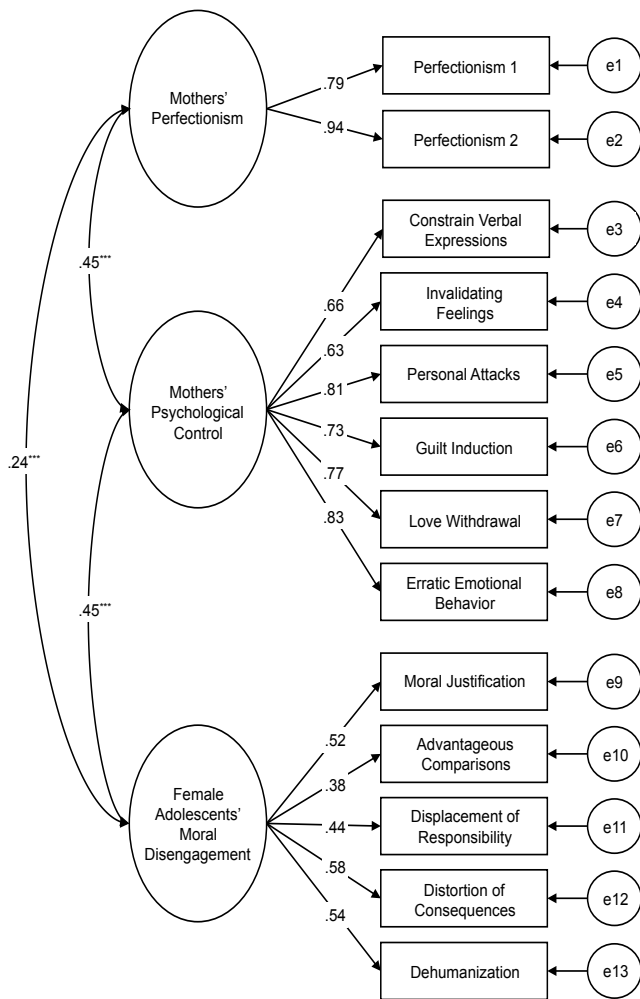 Mothers'
Perfectionism
.79
.94
Perfectionism 1
e1
Perfectionism 2
e2
.45***
.24***
.45***
Mothers'
Psychological
Control
.66
.63
.81
.73
.77
.83
Constrain Verbal
Expressions
e3
Invalidating
Feelings
e4
Personal Attacks
e5
Guilt Induction
e6
Love Withdrawal
e7
Erratic Emotional
Behavior
e8
Female
Adolescents'
Moral
Disengagement
.52
.38
.44
.58
.54
Moral Justification
e9
Advantageous
Comparisons
e10
Displacement of
Responsibility
e11
Distortion of
Consequences
e12
Dehumanization
e13